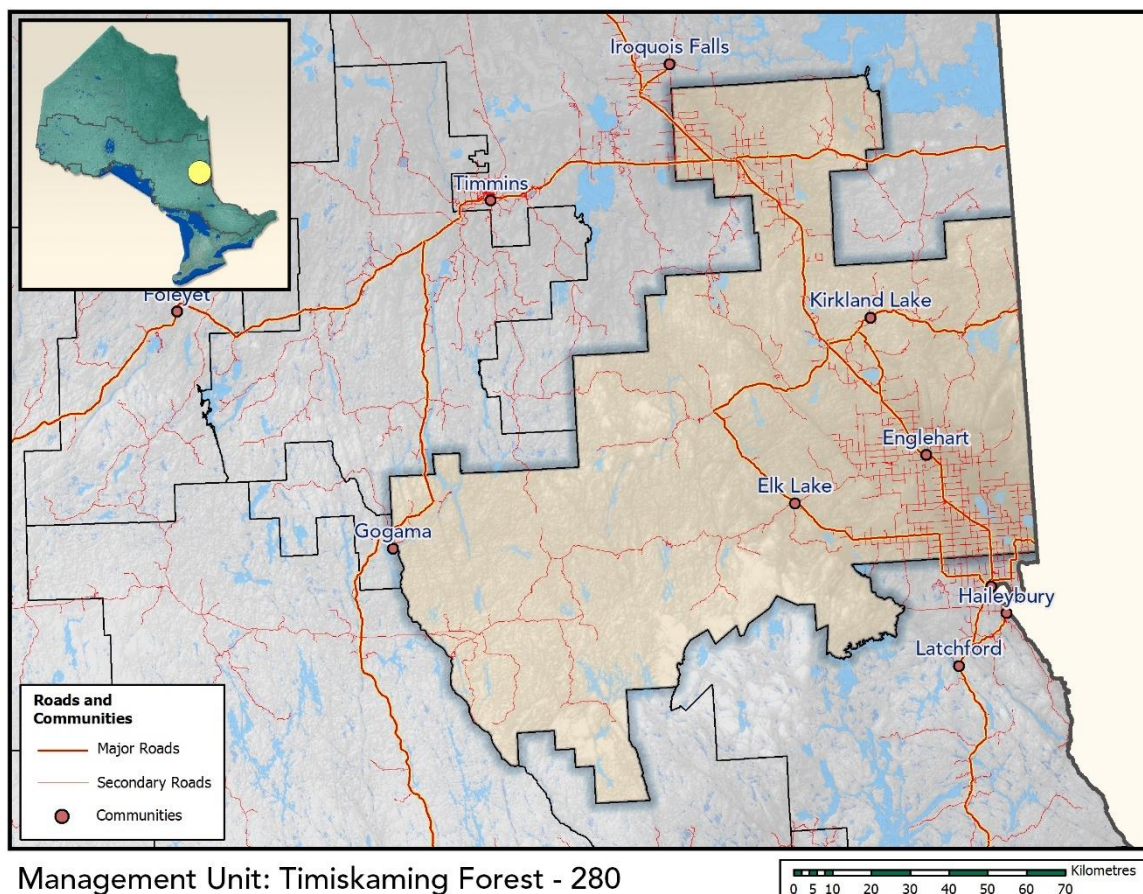 Iroquois Falls
Timmins
Foleyet
Kirkland Lake
Englehart
Elk Lake
Gogama
Haileybury
Latchford
Roads and
Communities
Major Roads
Secondary Roads
Communities
Management Unit: Timiskaming Forest - 280
Kilometres
0 5 10 20 30 40 50 60 70